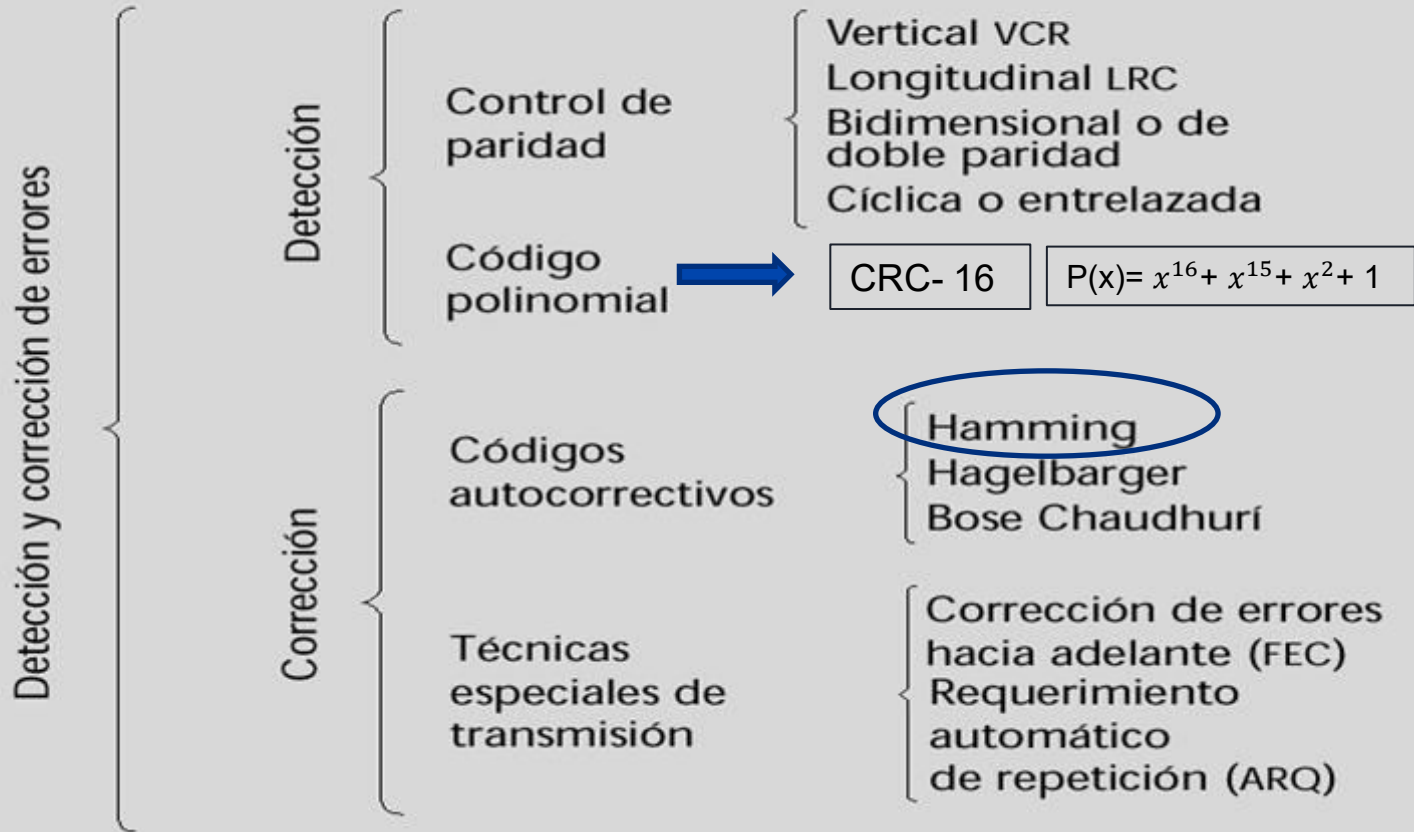 Detección y corrección de errores
Detección
Control de
paridad
Vertical VCR
Longitudinal LRC
Bidimensional o de
doble paridad
Cíclica o entrelazada
Código
polinomial
CRC- 16
P(x)= 𝑥¹⁶+ 𝑥¹⁵+ 𝑥²+ 1
Corrección
Códigos
autocorrectivos
Hamming
Hagelbarger
Bose Chaudhurí
Técnicas
especiales de
transmisión
Corrección de errores
hacia adelante (FEC)
Requerimiento
automático
de repetición (ARQ)